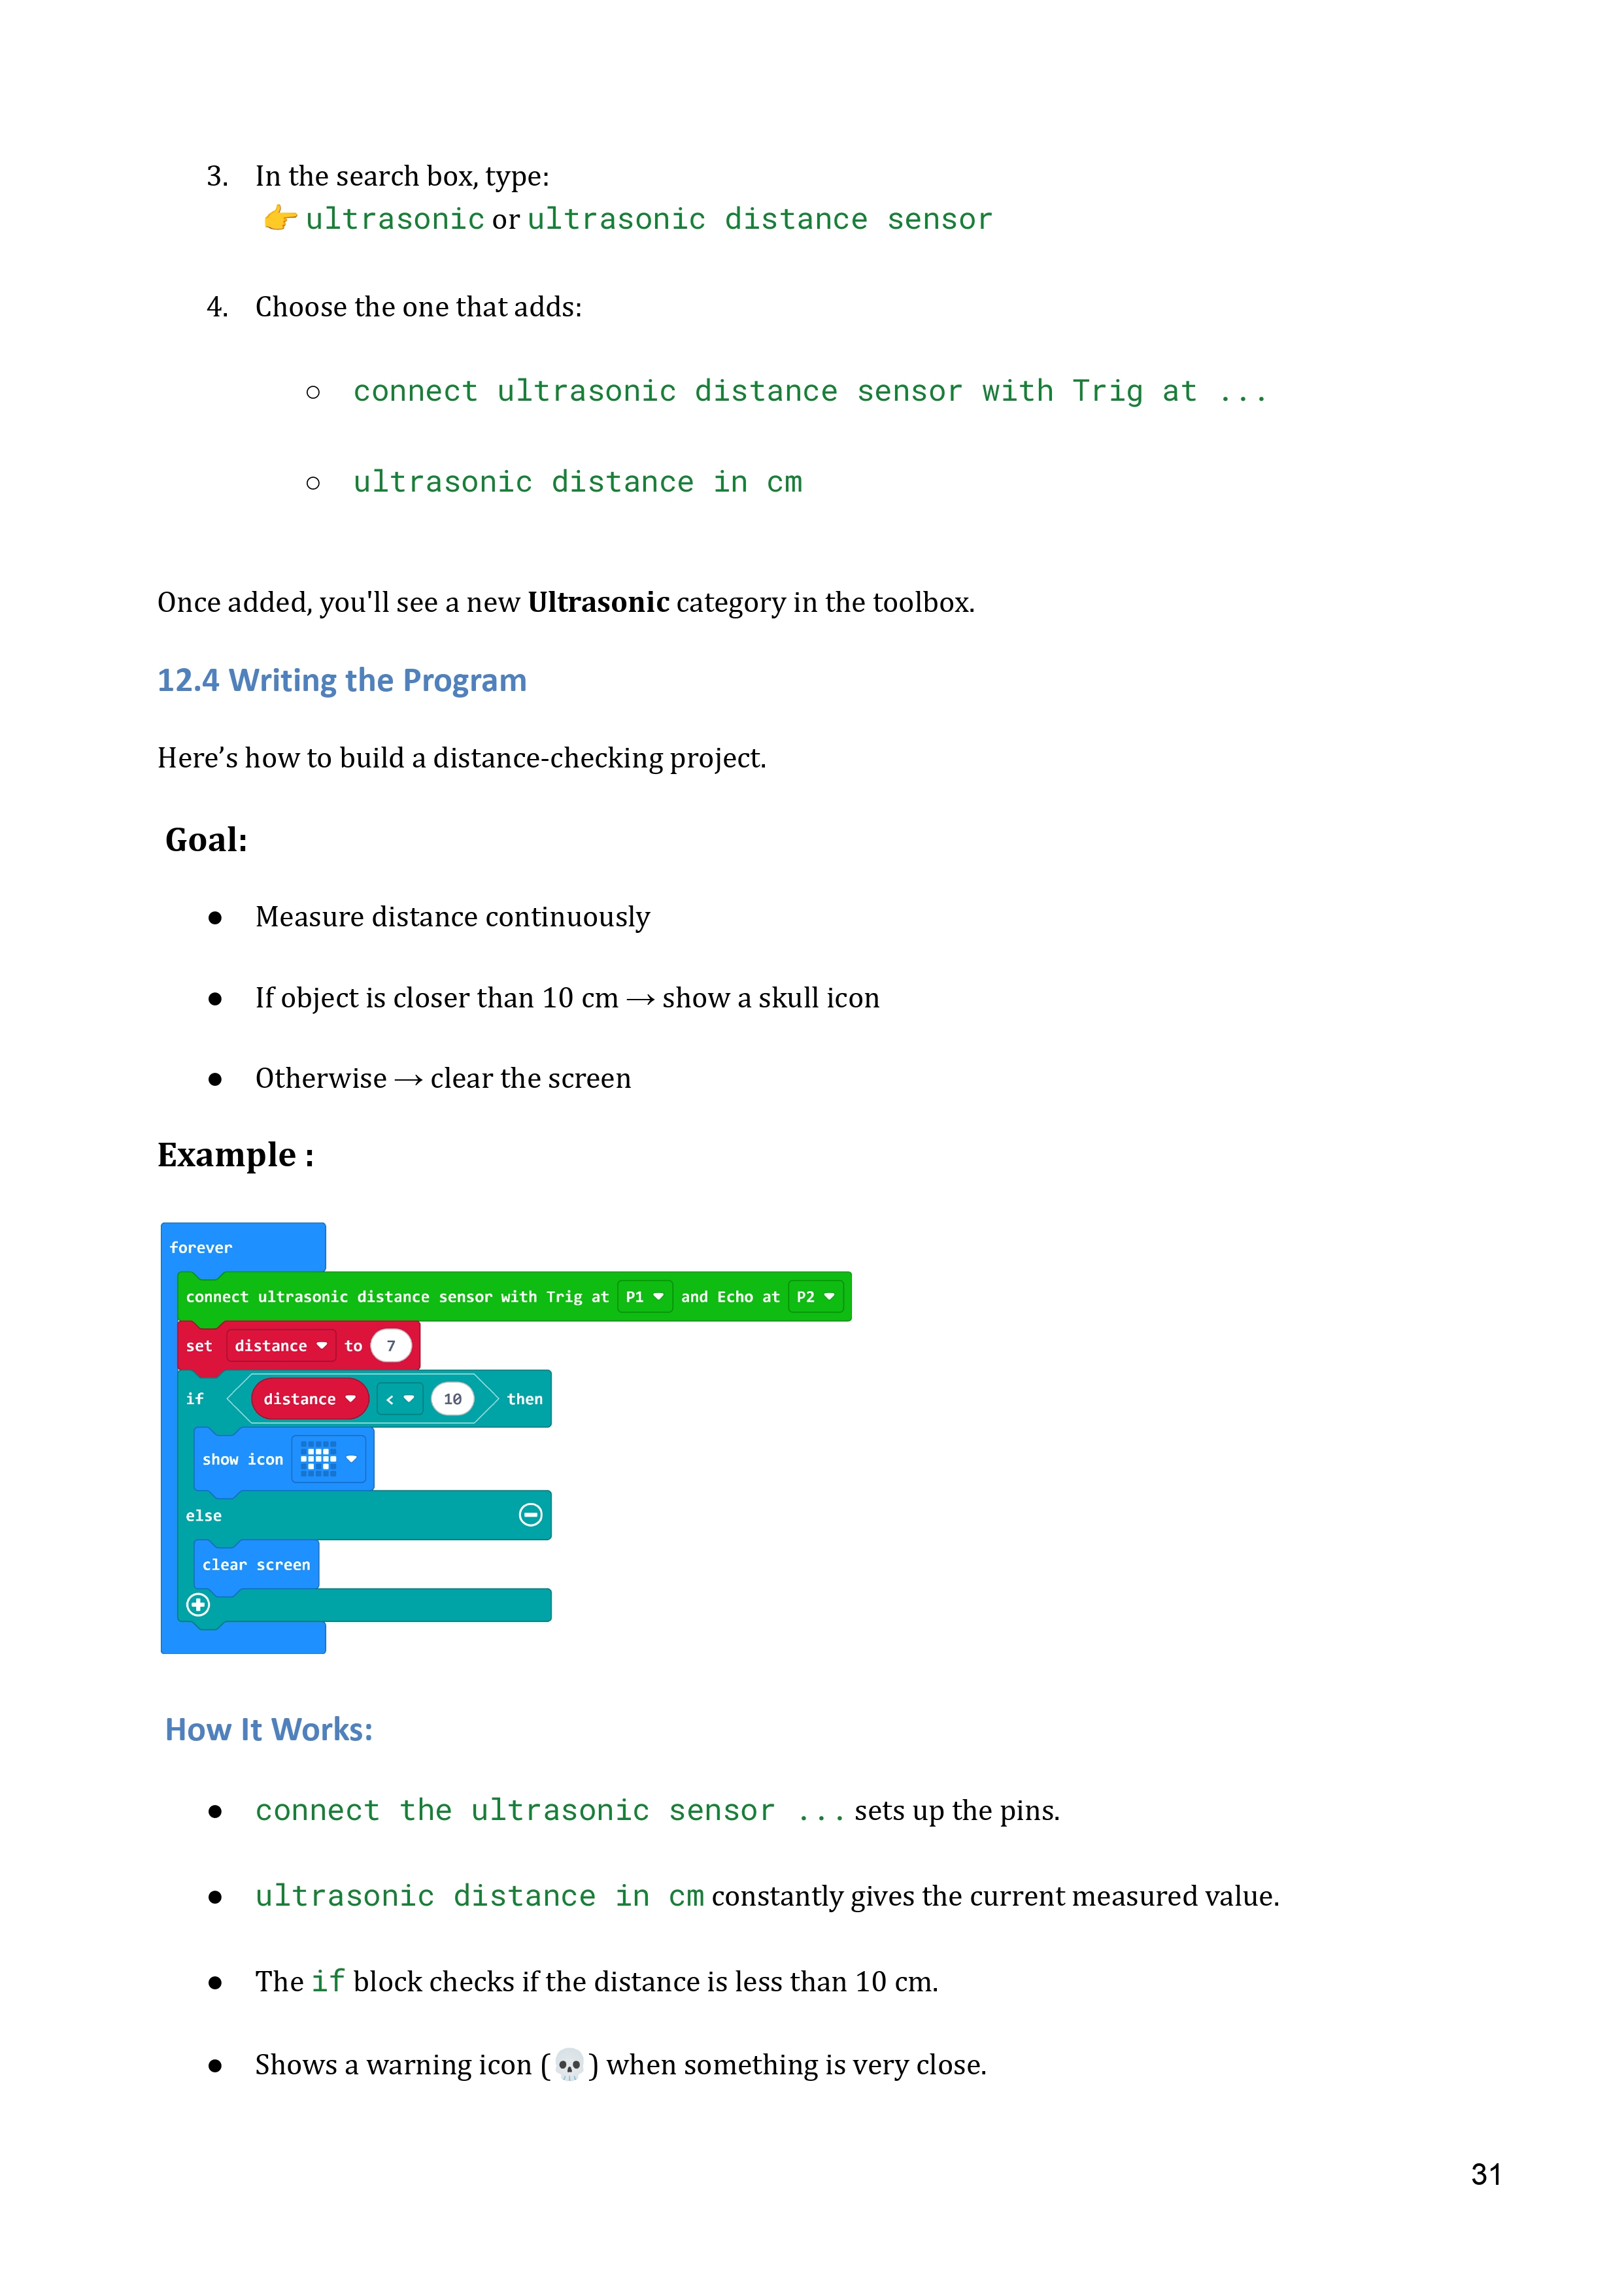 3. In the search box, type:
👉 ultrasonic or ultrasonic distance sensor
4. Choose the one that adds:
○ connect ultrasonic distance sensor with Trig at ...
○ ultrasonic distance in cm
Once added, you'll see a new Ultrasonic category in the toolbox.
12.4 Writing the Program
Here’s how to build a distance-checking project.
Goal:
● Measure distance continuously
● If object is closer than 10 cm → show a skull icon
● Otherwise → clear the screen
Example :
forever
connect ultrasonic distance sensor with Trig at P1 and Echo at P2
set distance to 7
if distance < 10 then
show icon
else
clear screen
How It Works:
● connect the ultrasonic sensor ... sets up the pins.
● ultrasonic distance in cm constantly gives the current measured value.
● The if block checks if the distance is less than 10 cm.
● Shows a warning icon (💀) when something is very close.
31